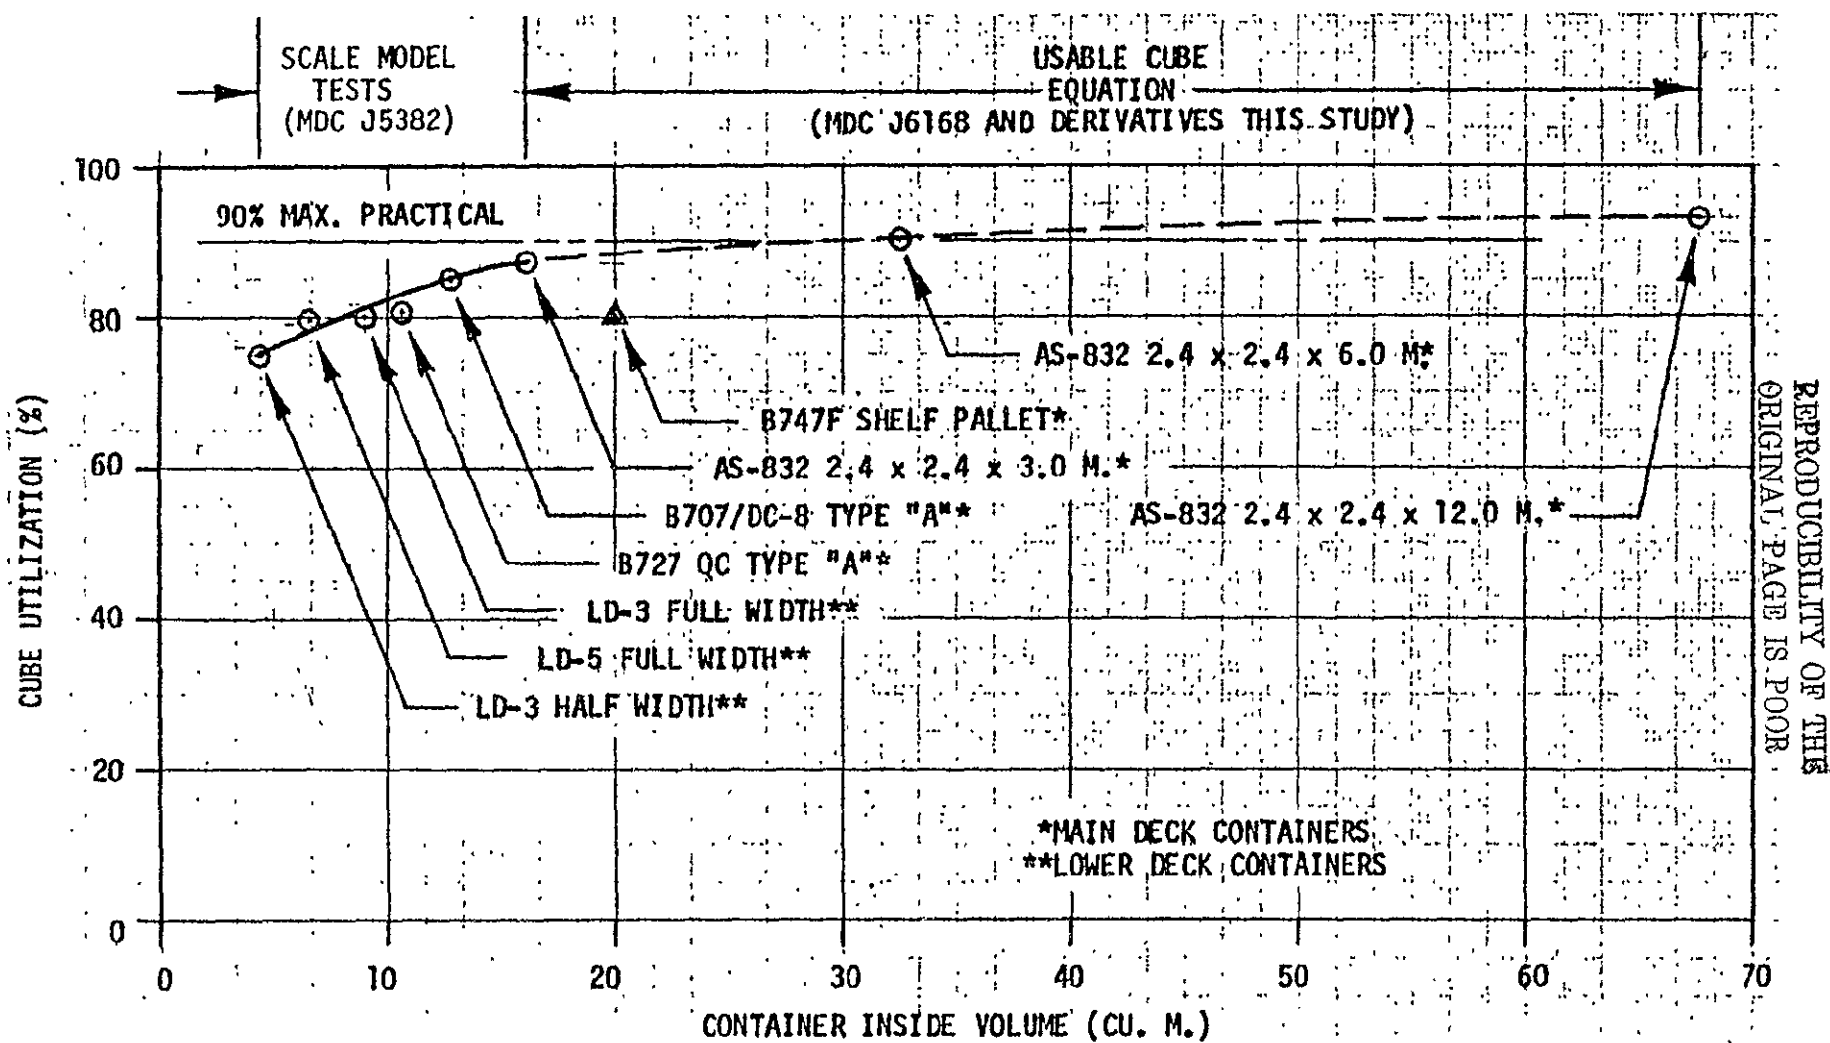 SCALE MODEL
TESTS
(MDC J5382)
USABLE CUBE
EQUATION
(MDC J6168 AND DERIVATIVES THIS STUDY)
100
90% MAX. PRACTICAL
80
60
40
20
0
CUBE UTILIZATION (%)
AS-832 2.4 x 2.4 x 6.0 M.*
B747F SHELF PALLET*
AS-832 2.4 x 2.4 x 3.0 M.*
B707/DC-8 TYPE "A"*
AS-832 2.4 x 2.4 x 12.0 M.*
B727 QC TYPE "A"*
LD-3 FULL WIDTH**
LD-5 FULL WIDTH**
LD-3 HALF WIDTH**
*MAIN DECK CONTAINERS
**LOWER DECK CONTAINERS
0 10 20 30 40 50 60 70
CONTAINER INSIDE VOLUME (CU. M.)
REPRODUCIBILITY OF THE
ORIGINAL PAGE IS POOR